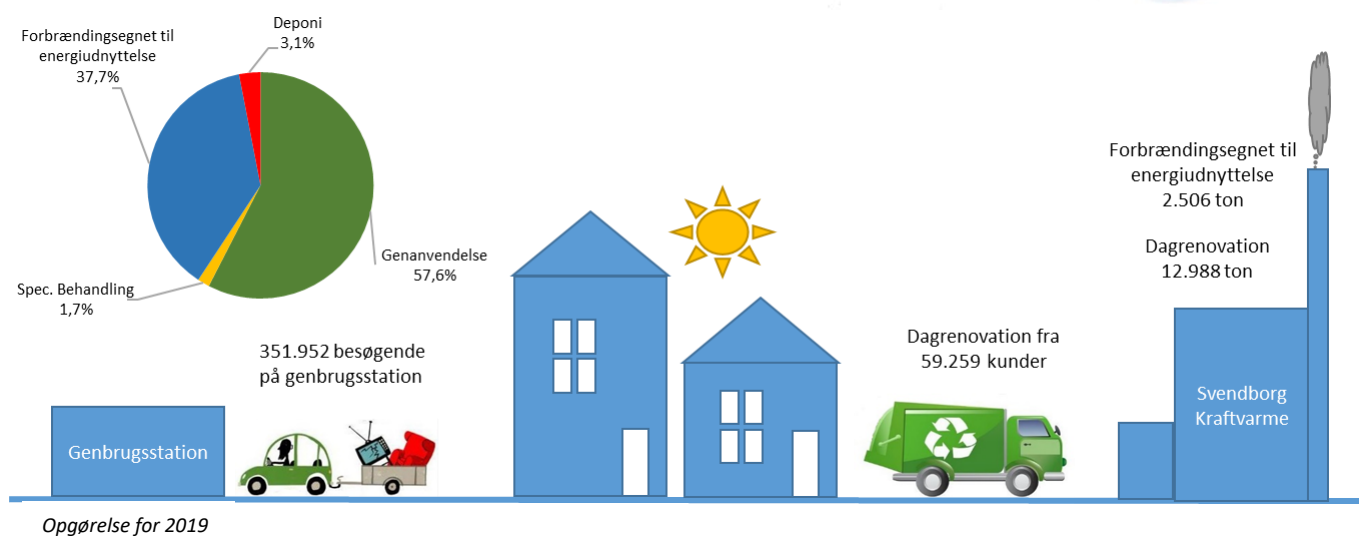 Deponi
3,1%
Forbrændingsegnet til
energiudnyttelse
37,7%
Genanvendelse
57,6%
Spec. Behandling
1,7%
351.952 besøgende
på genbrugsstation
Genbrugsstation
Dagrenovation fra
59.259 kunder
Forbrændingsegnet til
energiudnyttelse
2.506 ton
Dagrenovation
12.988 ton
Svendborg
Kraftvarme
Opgørelse for 2019